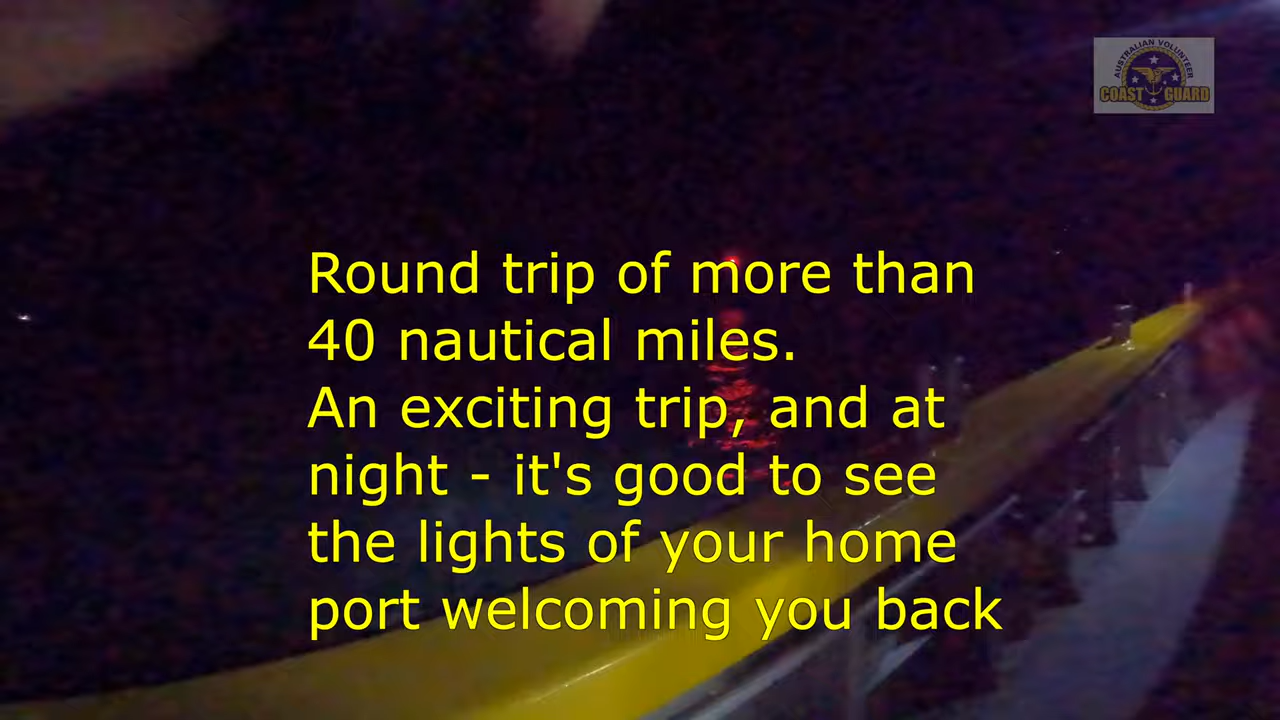 AUSTRALIAN VOLUNTEER
COAST GUARD
Round trip of more than
40 nautical miles.
An exciting trip, and at
night - it's good to see
the lights of your home
port welcoming you back